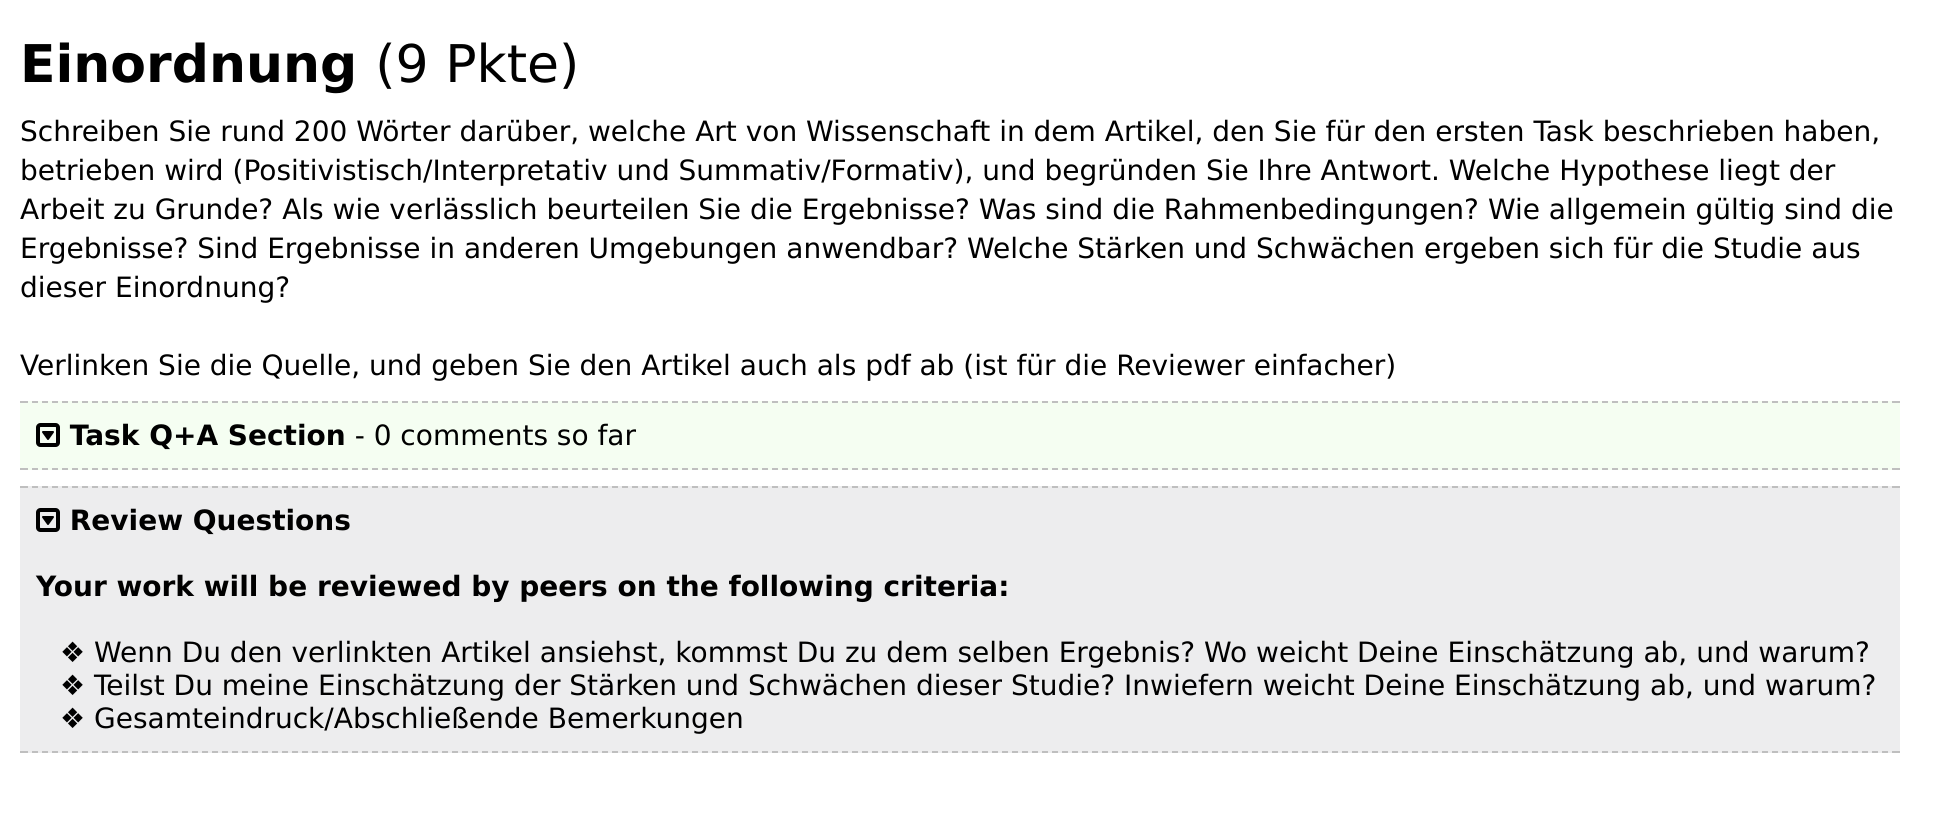 Einordnung (9 Pkte)
Schreiben Sie rund 200 Wörter darüber, welche Art von Wissenschaft in dem Artikel, den Sie für den ersten Task beschrieben haben,
betrieben wird (Positivistisch/Interpretativ und Summativ/Formativ), und begründen Sie Ihre Antwort. Welche Hypothese liegt der
Arbeit zu Grunde? Als wie verlässlich beurteilen Sie die Ergebnisse? Was sind die Rahmenbedingungen? Wie allgemein gültig sind die
Ergebnisse? Sind Ergebnisse in anderen Umgebungen anwendbar? Welche Stärken und Schwächen ergeben sich für die Studie aus
dieser Einordnung?
Verlinken Sie die Quelle, und geben Sie den Artikel auch als pdf ab (ist für die Reviewer einfacher)
Task Q+A Section - 0 comments so far
Review Questions
Your work will be reviewed by peers on the following criteria:
❖ Wenn Du den verlinkten Artikel ansiehst, kommst Du zu dem selben Ergebnis? Wo weicht Deine Einschätzung ab, und warum?
❖ Teilst Du meine Einschätzung der Stärken und Schwächen dieser Studie? Inwiefern weicht Deine Einschätzung ab, und warum?
❖ Gesamteindruck/Abschließende Bemerkungen